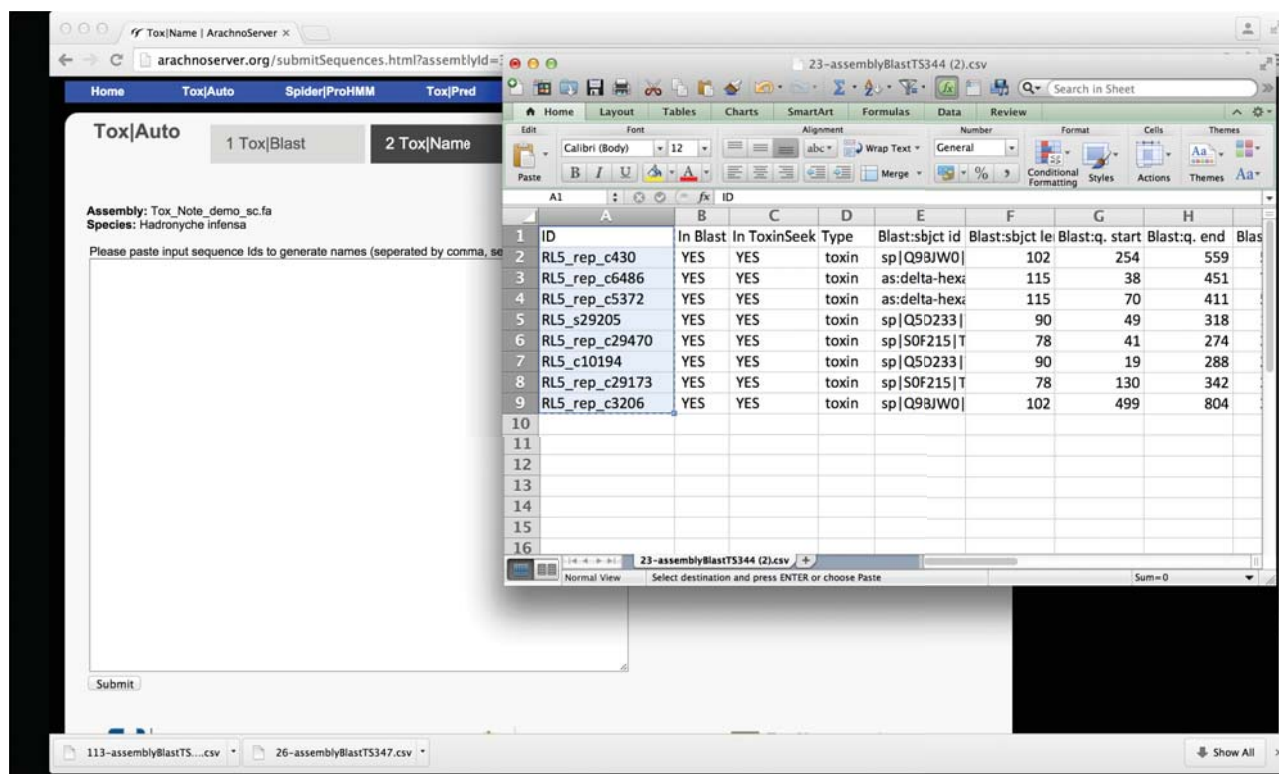 Tox|Name | ArachnoServer ×
arachnoserver.org/submitSequences.html?assemblyId=
Home Tox|Auto Spider|ProHMM Tox|Pred
Tox|Auto
1 Tox|Blast
2 Tox|Name
Assembly: Tox_Note_demo_sc.fa
Species: Hadronyche infensa
Please paste input sequence Ids to generate names (seperated by comma, se
Submit
113-assemblyBlastTS....csv
26-assemblyBlastTS347.csv
Show All
23-assemblyBlastTS344 (2).csv
Search in Sheet
Home Layout Tables Charts SmartArt Formulas Data Review
Edit Font Alignment Number Format Cells Themes
Calibri (Body) 12 abc Wrap Text General
Paste B I U A Merge % Conditional Formatting Styles Actions Themes Aa
A1 fx ID
A B C D E F G H
1 ID In Blast In ToxinSeek Type Blast:sbjct id Blast:sbjct le Blast:q. start Blast:q. end Blas
2 RL5_rep_c430 YES YES toxin sp|Q9BJW0| 102 254 559
3 RL5_rep_c6486 YES YES toxin as:delta-hexa 115 38 451
4 RL5_rep_c5372 YES YES toxin as:delta-hexa 115 70 411
5 RL5_s29205 YES YES toxin sp|Q5D233| 90 49 318
6 RL5_rep_c29470 YES YES toxin sp|S0F215|T 78 41 274
7 RL5_c10194 YES YES toxin sp|Q5D233| 90 19 288
8 RL5_rep_c29173 YES YES toxin sp|S0F215|T 78 130 342
9 RL5_rep_c3206 YES YES toxin sp|Q9BJW0| 102 499 804
10
11
12
13
14
15
16
23-assemblyBlastTS344 (2).csv
Normal View Select destination and press ENTER or choose Paste Sum=0